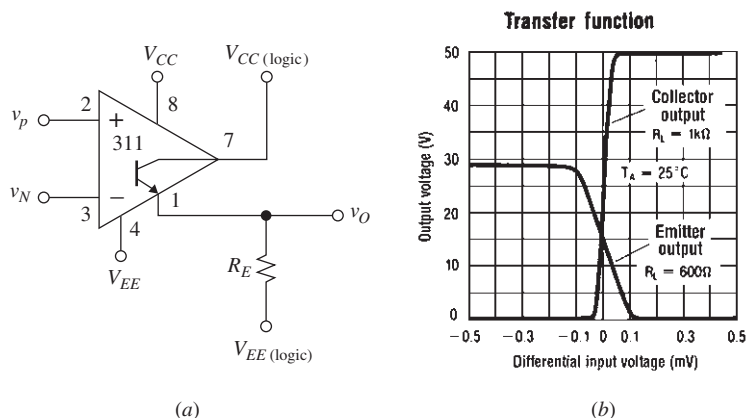 V_CC
V_CC (logic)
8
v_p
2
+
311
7
v_N
−
3
1
4
v_O
V_EE
R_E
V_EE (logic)
(a)
Transfer function
50
40
30
20
10
0
Output voltage (V)
Collector
output
R_L = 1kΩ
T_A = 25°C
Emitter
output
R_L = 600Ω
−0.5 −0.3 −0.1 0 0.1 0.3 0.5
Differential input voltage (mV)
(b)